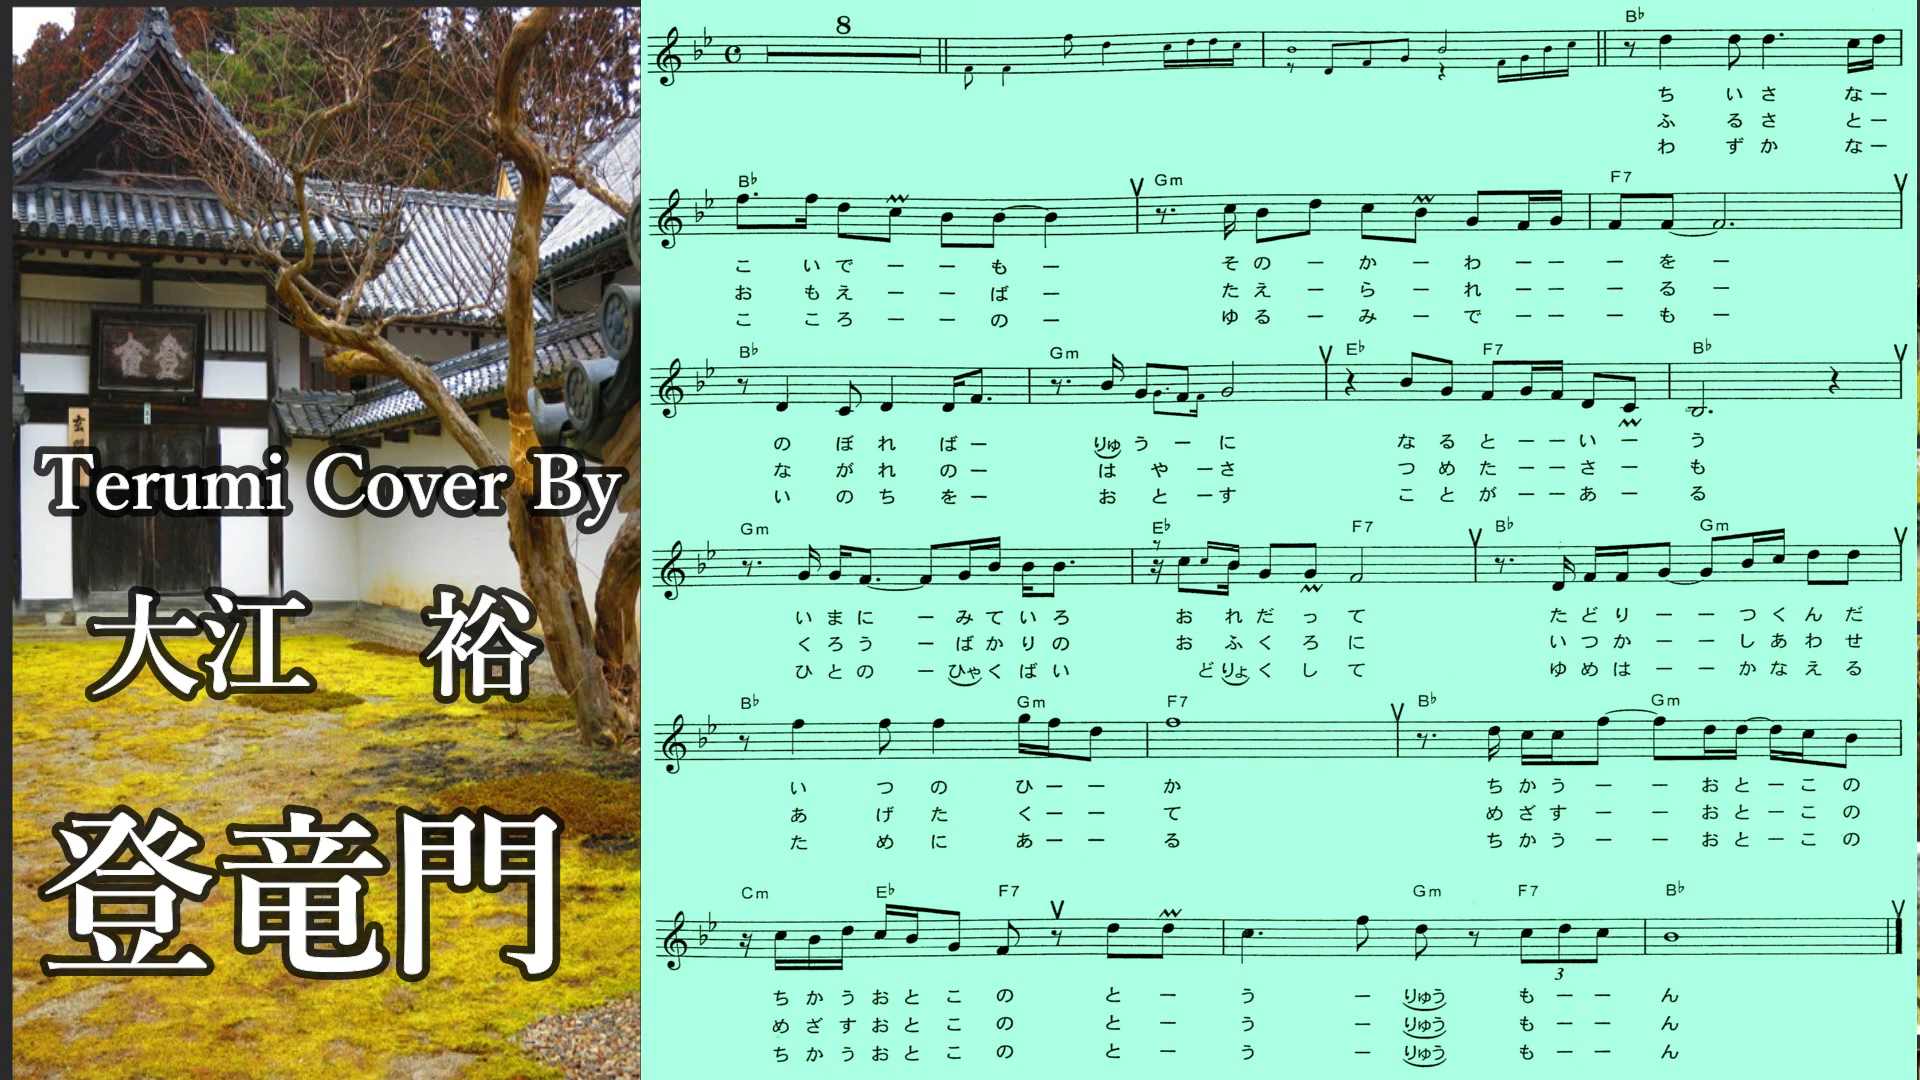 玄関
Terumi Cover By
大江 裕
登竜門
8
B♭
ち い さ な ー
ふ る さ と ー
わ ず か な ー
B♭ Gm F7
こ い で ー ー も ー そ の ー か ー わ ー ー ー を ー
お も え ー ー ば ー た え ー ら ー れ ー ー ー る ー
こ こ ろ ー ー の ー ゆ る ー み ー で ー ー ー も ー
B♭ Gm E♭ F7 B♭
の ぼ れ ば ー りゅ う ー に な る と ー ー い ー う
な が れ の ー は や ー さ つ め た ー ー さ ー も
い の ち を ー お と ー す こ と が ー ー あ ー る
Gm E♭ F7 B♭ Gm
い ま に ー み て い ろ お れ だ っ て た ど り ー ー つ く ん だ
く ろ う ー ば か り の お ふ く ろ に い つ か ー ー し あ わ せ
ひ と の ー ひゃ く ば い ど りょ く し て ゆ め は ー ー か な え る
B♭ Gm F7 B♭ Gm
い つ の ひ ー ー か ち か う ー ー お と ー こ の
あ げ た く ー ー て め ざ す ー ー お と ー こ の
た め に あ ー ー る ち か う ー ー お と ー こ の
Cm E♭ F7 Gm F7 B♭
3
ち か う お と こ の と ー う ー りゅう も ー ー ん
め ざ す お と こ の と ー う ー りゅう も ー ー ん
ち か う お と こ の と ー う ー りゅう も ー ー ん